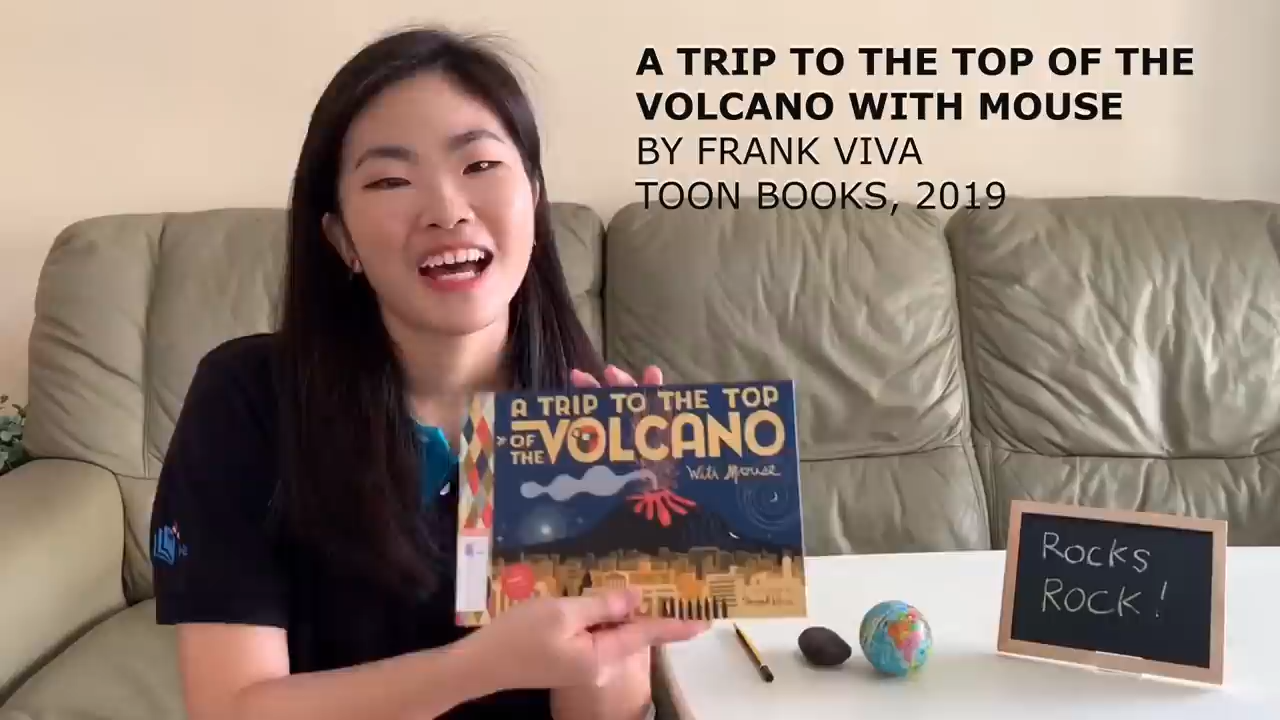 A TRIP TO THE TOP OF THE
VOLCANO WITH MOUSE
BY FRANK VIVA
TOON BOOKS, 2019
A TRIP TO THE TOP
OF
THE
VOLCANO
With Mouse
ROCKS
ROCK!